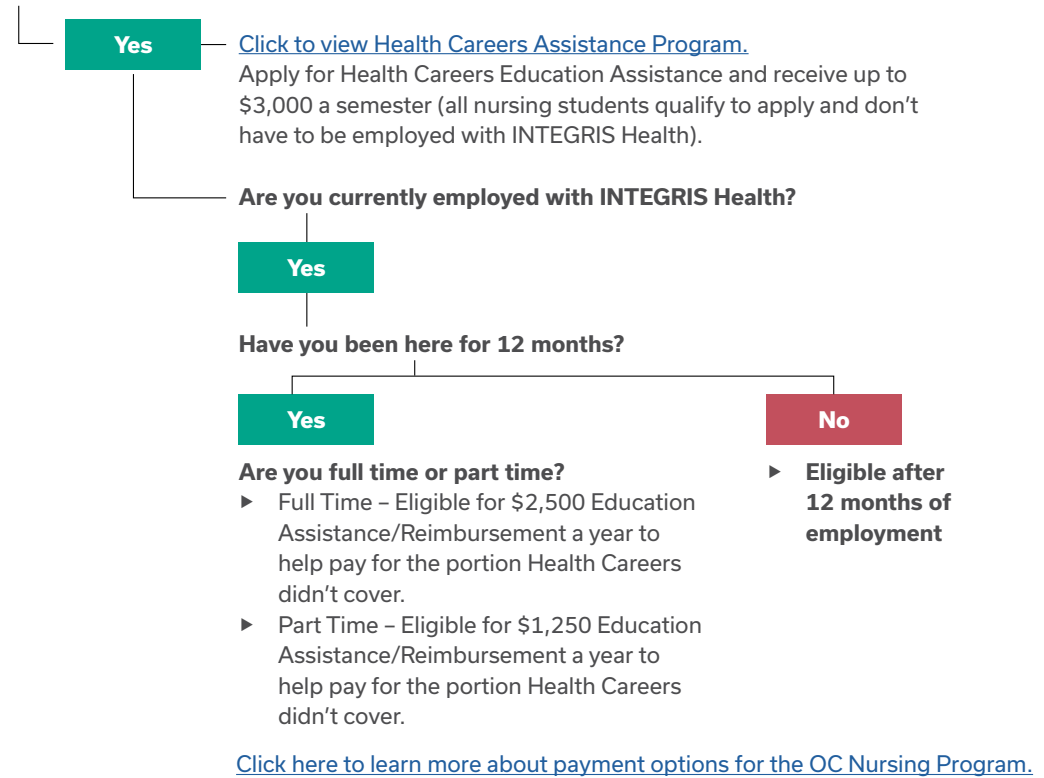 Yes
Click to view Health Careers Assistance Program.
Apply for Health Careers Education Assistance and receive up to
$3,000 a semester (all nursing students qualify to apply and don’t
have to be employed with INTEGRIS Health).
Are you currently employed with INTEGRIS Health?
Yes
Have you been here for 12 months?
Yes
Are you full time or part time?
▶ Full Time – Eligible for $2,500 Education
Assistance/Reimbursement a year to
help pay for the portion Health Careers
didn’t cover.
▶ Part Time – Eligible for $1,250 Education
Assistance/Reimbursement a year to
help pay for the portion Health Careers
didn’t cover.
No
▶ Eligible after
12 months of
employment
Click here to learn more about payment options for the OC Nursing Program.